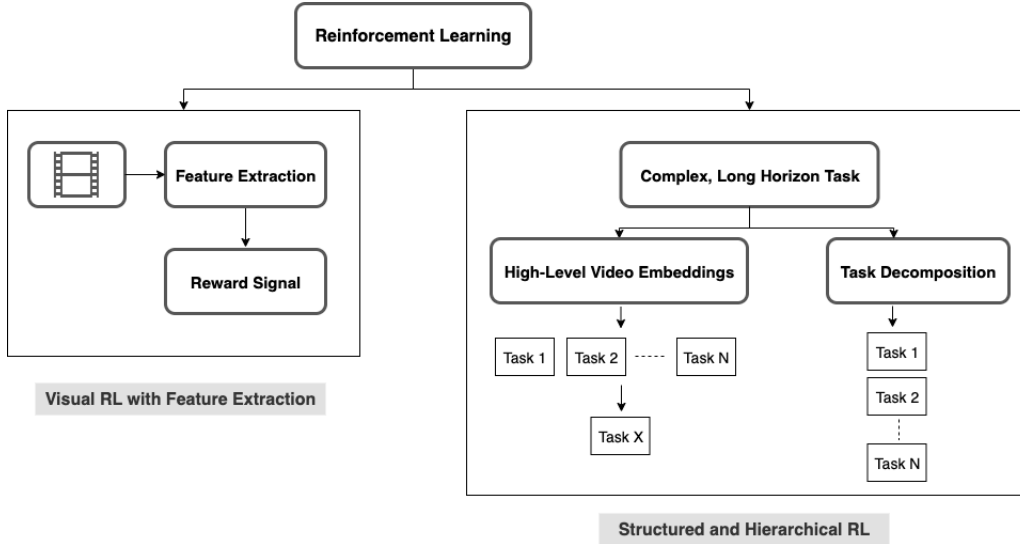 Reinforcement Learning
Feature Extraction
Reward Signal
Visual RL with Feature Extraction
Complex, Long Horizon Task
High-Level Video Embeddings
Task 1
Task 2
Task N
Task X
Task Decomposition
Task 1
Task 2
Task N
Structured and Hierarchical RL